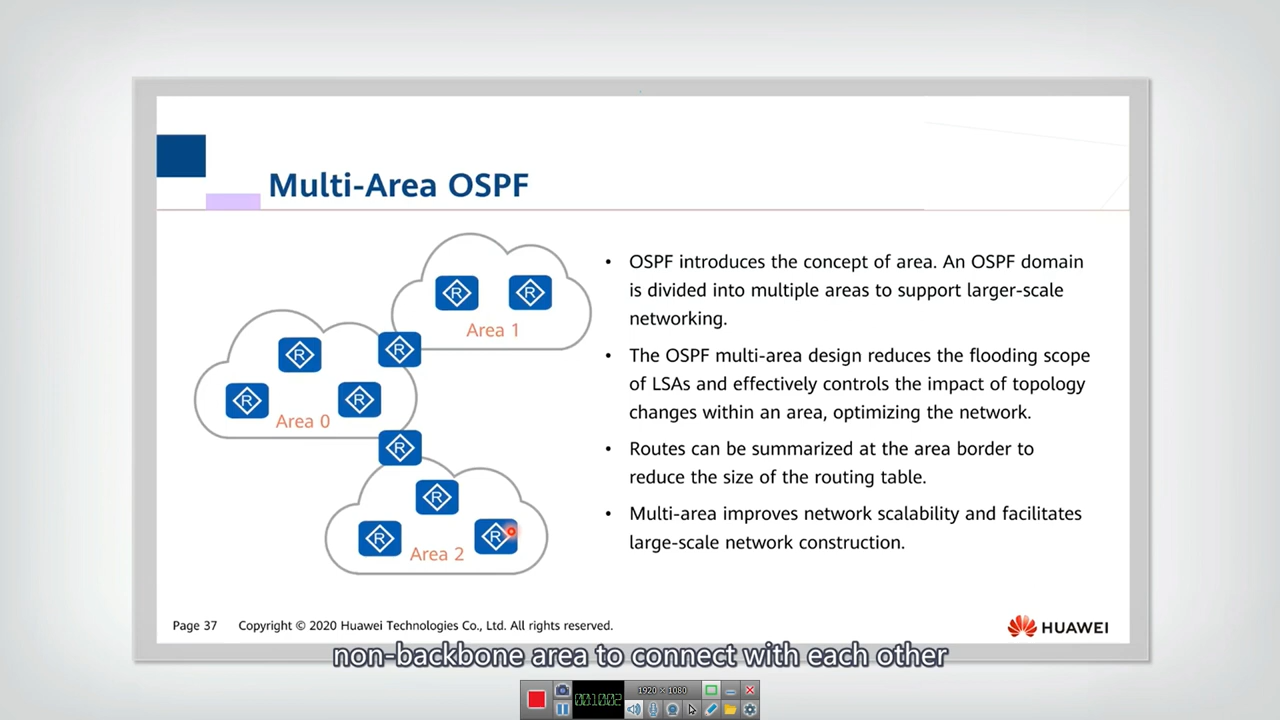 Multi-Area OSPF
R
R
Area 1
R
R
R
R
Area 0
R
R
R
R
Area 2
• OSPF introduces the concept of area. An OSPF domain
is divided into multiple areas to support larger-scale
networking.
• The OSPF multi-area design reduces the flooding scope
of LSAs and effectively controls the impact of topology
changes within an area, optimizing the network.
• Routes can be summarized at the area border to
reduce the size of the routing table.
• Multi-area improves network scalability and facilitates
large-scale network construction.
Page 37 Copyright © 2020 Huawei Technologies Co., Ltd. All rights reserved.
HUAWEI
non-backbone area to connect with each other
1920 × 1080